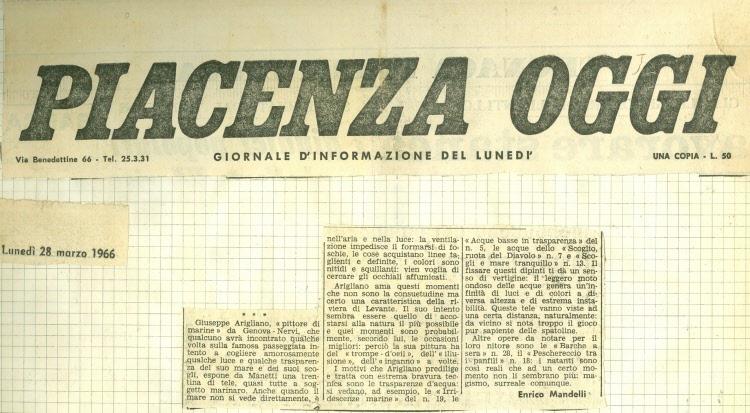 PIACENZA OGGI
Via Benedettine 66 - Tel. 25.3.31
GIORNALE D'INFORMAZIONE DEL LUNEDI'
UNA COPIA - L. 50
Lunedì 28 marzo 1966
* * *
Giuseppe Arigliano, « pittore di
marine » da Genova - Nervi, che
qualcuno avrà incontrato qualche
volta sulla famosa passeggiata in-
tento a cogliere amorosamente
qualche luce e qualche trasparen-
za del suo mare e dei suoi sco-
gli, espone da Manetti una tren-
tina di tele, quasi tutte a sog-
getto marinaro. Anche quando il
mare non si vede direttamente, è
nell'aria e nella luce: la ventila-
zione impedisce il formarsi di fo-
schie, le cose acquistano linee ta-
glienti e definite, i colori sono
nitidi e squillanti: vien voglia di
cercare gli occhiali affumicati.
Arigliano ama questi momenti
che non sono la consuetudine ma
certo una caratteristica della ri-
viera di Levante. Il suo intento
sembra essere quello di acco-
starsi alla natura il più possibile
e quei momenti sono probabil-
mente, secondo lui, le occasioni
migliori: perciò la sua pittura ha
del « trompe - d'œil », dell' « illu-
sione », dell' « inganno » a volte.
I motivi che Arigliano predilige
e tratta con estrema bravura tec-
nica sono le trasparenze d'acqua:
si vedano, ad esempio, le « Irri-
descenze marine » del n. 19, le
« Acque basse in trasparenza » del
n. 5, le acque dello « Scoglio,
ruota del Diavolo » n. 7 e « Sco-
gli e mare tranquillo » n. 13. Il
fissare questi dipinti ti dà un sen-
so di vertigine: il leggero moto
ondoso delle acque genera un'in-
finità di luci e di colori a di-
versa altezza e di estrema insta-
bilità. Queste tele vanno viste ad
una certa distanza, naturalmente:
da vicino si nota troppo il gioco
pur sapiente delle spatoline.
Altre opere da notare per il
loro nitore sono le « Barche a
Nervi » n. 28, il « Peschereccio tra
i panfili » n. 18: i natanti sono
così reali che ad un certo mo-
mento non li sembrano più: ma-
gismo, surreale comunque.
Enrico Mandelli